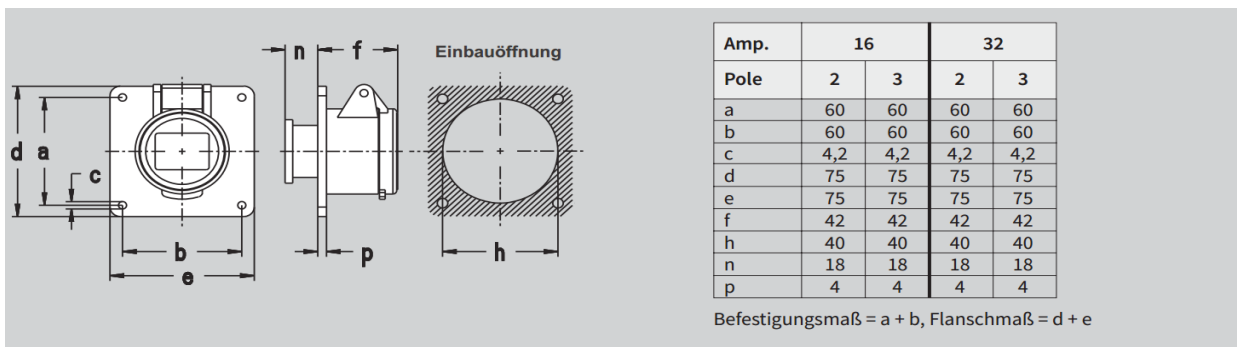 n f Einbauöffnung
d a c
b p h
e
Amp. 16 32
Pole 2 3 2 3
a 60 60 60 60
b 60 60 60 60
c 4,2 4,2 4,2 4,2
d 75 75 75 75
e 75 75 75 75
f 42 42 42 42
h 40 40 40 40
n 18 18 18 18
p 4 4 4 4
Befestigungsmaß = a + b, Flanschmaß = d + e